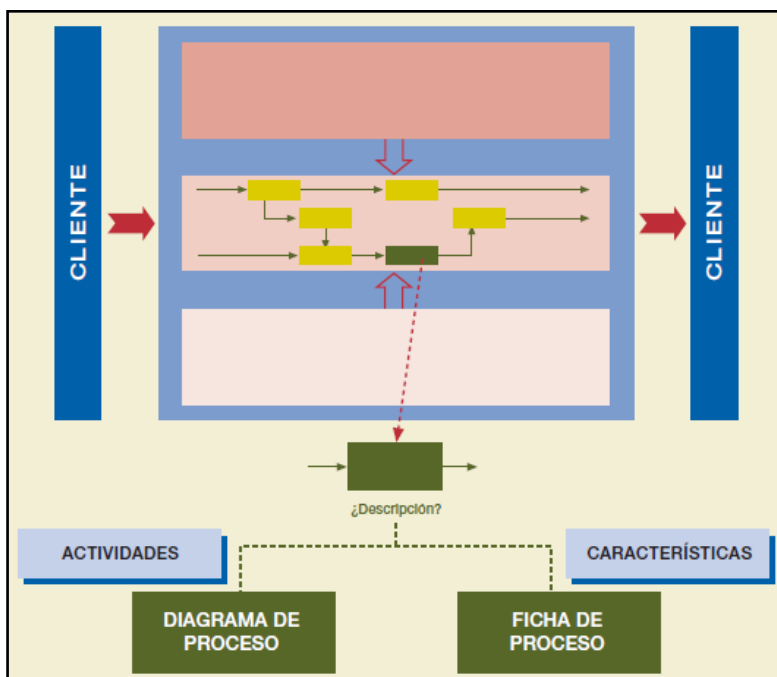 CLIENTE
CLIENTE
¿Descripción?
ACTIVIDADES
CARACTERÍSTICAS
DIAGRAMA DE
PROCESO
FICHA DE
PROCESO